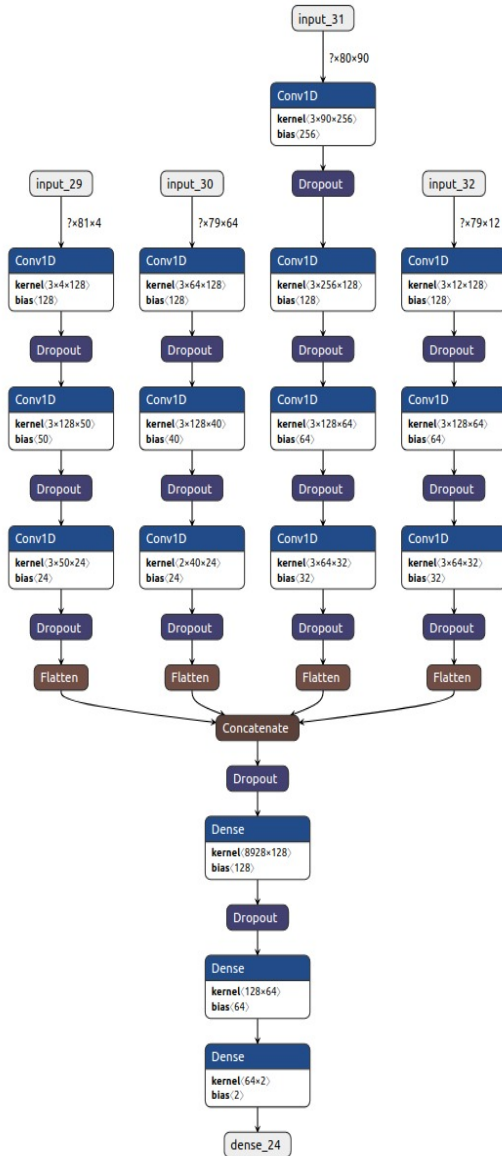 input_31
?×80×90
Conv1D
kernel⟨3×90×256⟩
bias⟨256⟩
input_29
input_30
Dropout
input_32
?×81×4
?×79×64
?×79×12
Conv1D
kernel⟨3×4×128⟩
bias⟨128⟩
Conv1D
kernel⟨3×64×128⟩
bias⟨128⟩
Conv1D
kernel⟨3×256×128⟩
bias⟨128⟩
Conv1D
kernel⟨3×12×128⟩
bias⟨128⟩
Dropout
Dropout
Dropout
Dropout
Conv1D
kernel⟨3×128×50⟩
bias⟨50⟩
Conv1D
kernel⟨3×128×40⟩
bias⟨40⟩
Conv1D
kernel⟨3×128×64⟩
bias⟨64⟩
Conv1D
kernel⟨3×128×64⟩
bias⟨64⟩
Dropout
Dropout
Dropout
Dropout
Conv1D
kernel⟨3×50×24⟩
bias⟨24⟩
Conv1D
kernel⟨2×40×24⟩
bias⟨24⟩
Conv1D
kernel⟨3×64×32⟩
bias⟨32⟩
Conv1D
kernel⟨3×64×32⟩
bias⟨32⟩
Dropout
Dropout
Dropout
Dropout
Flatten
Flatten
Flatten
Flatten
Concatenate
Dropout
Dense
kernel⟨8928×128⟩
bias⟨128⟩
Dropout
Dense
kernel⟨128×64⟩
bias⟨64⟩
Dense
kernel⟨64×2⟩
bias⟨2⟩
dense_24